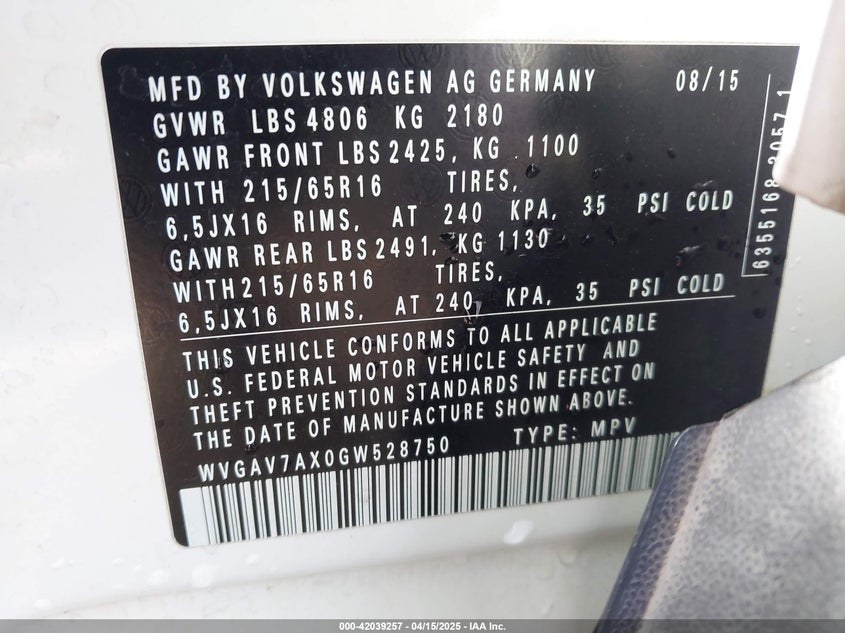 MFD BY VOLKSWAGEN AG GERMANY 08/15
GVWR LBS 4806 KG 2180
GAWR FRONT LBS 2425, KG 1100
WITH 215/65R16 TIRES,
6,5JX16 RIMS, AT 240 KPA, 35 PSI COLD
GAWR REAR LBS 2491, KG 1130
WITH 215/65R16 TIRES,
6,5JX16 RIMS, AT 240 KPA, 35 PSI COLD
THIS VEHICLE CONFORMS TO ALL APPLICABLE
U.S. FEDERAL MOTOR VEHICLE SAFETY AND
THEFT PREVENTION STANDARDS IN EFFECT ON
THE DATE OF MANUFACTURE SHOWN ABOVE.
WVGAV7AX0GW528750 TYPE: MPV
000-42039257 - 04/15/2025 - IAA Inc.